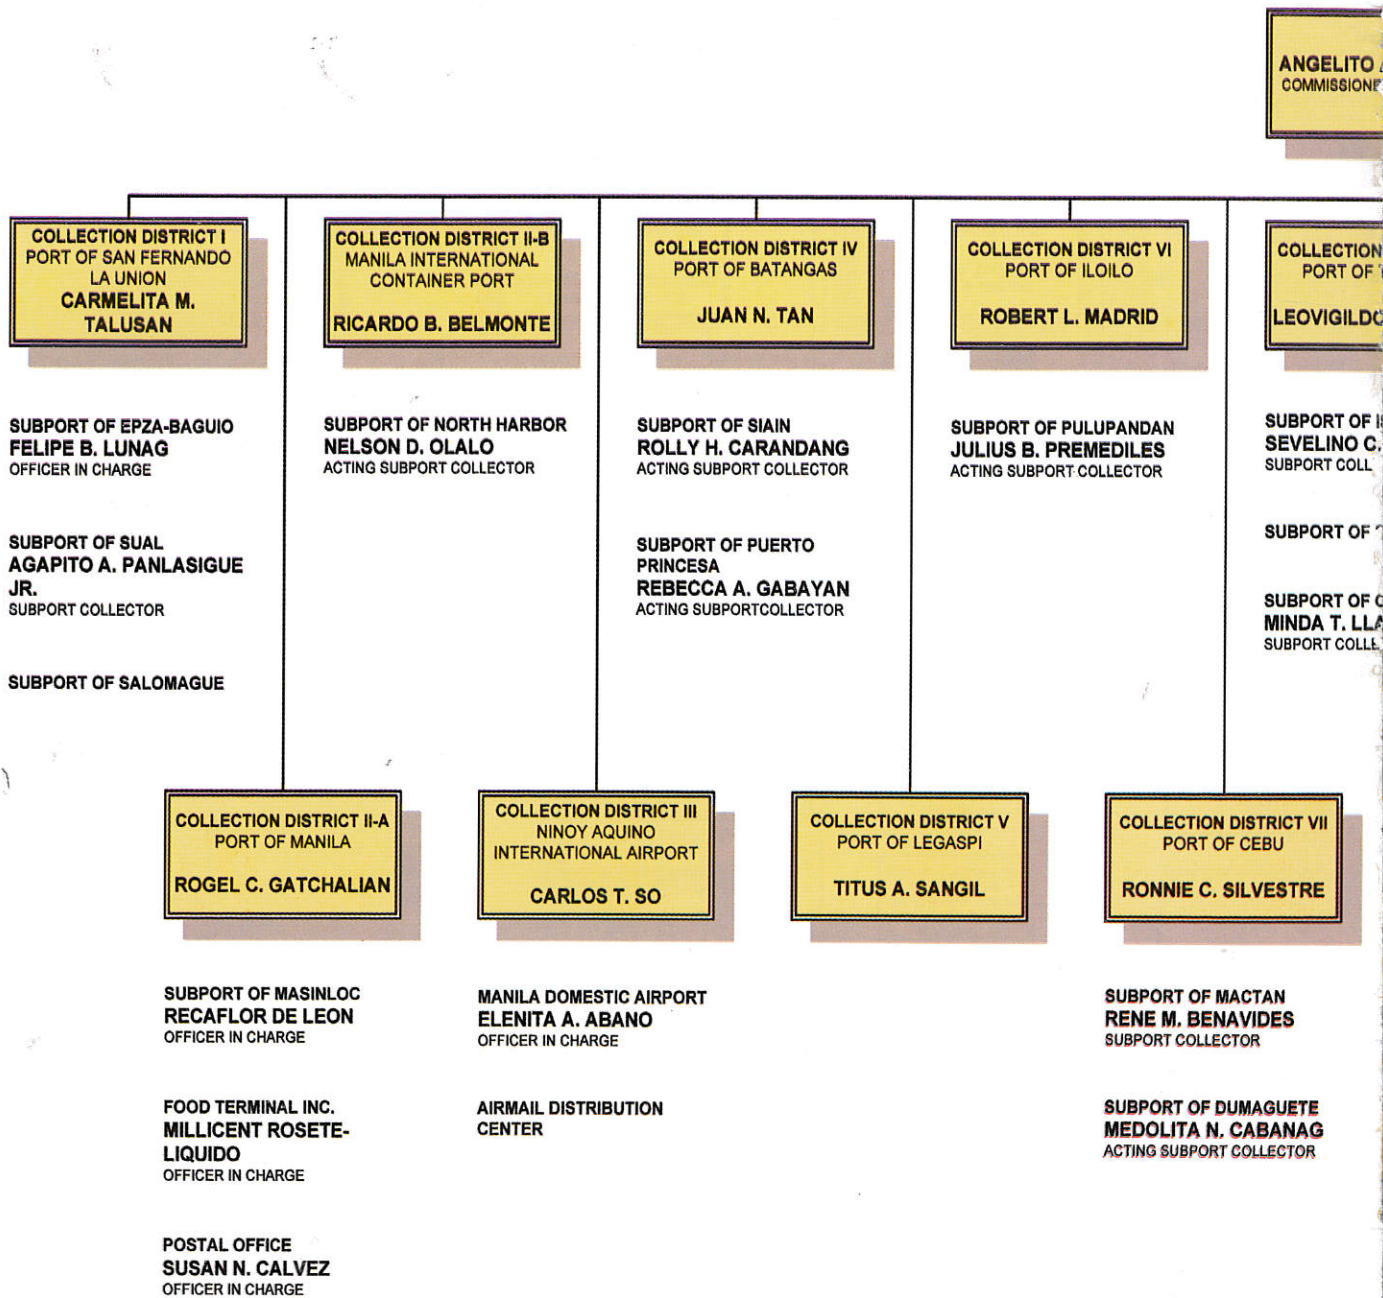 ANGELITO
COMMISSIONE
COLLECTION DISTRICT I
PORT OF SAN FERNANDO
LA UNION
CARMELITA M.
TALUSAN
COLLECTION DISTRICT II-B
MANILA INTERNATIONAL
CONTAINER PORT
RICARDO B. BELMONTE
COLLECTION DISTRICT IV
PORT OF BATANGAS
JUAN N. TAN
COLLECTION DISTRICT VI
PORT OF ILOILO
ROBERT L. MADRID
COLLECTION
PORT OF
LEOVIGILDO
SUBPORT OF EPZA-BAGUIO
FELIPE B. LUNAG
OFFICER IN CHARGE
SUBPORT OF SUAL
AGAPITO A. PANLASIGUE
JR.
SUBPORT COLLECTOR
SUBPORT OF SALOMAGUE
SUBPORT OF NORTH HARBOR
NELSON D. OLALO
ACTING SUBPORT COLLECTOR
SUBPORT OF SIAIN
ROLLY H. CARANDANG
ACTING SUBPORT COLLECTOR
SUBPORT OF PUERTO
PRINCESA
REBECCA A. GABAYAN
ACTING SUBPORTCOLLECTOR
SUBPORT OF PULUPANDAN
JULIUS B. PREMEDILES
ACTING SUBPORT COLLECTOR
SUBPORT OF
SEVELINO C.
SUBPORT COLL
SUBPORT OF
SUBPORT OF
MINDA T.
SUBPORT
COLLECTION DISTRICT II-A
PORT OF MANILA
ROGEL C. GATCHALIAN
COLLECTION DISTRICT III
NINOY AQUINO
INTERNATIONAL AIRPORT
CARLOS T. SO
COLLECTION DISTRICT V
PORT OF LEGASPI
TITUS A. SANGIL
COLLECTION DISTRICT VII
PORT OF CEBU
RONNIE C. SILVESTRE
SUBPORT OF MASINLOC
RECAFLOR DE LEON
OFFICER IN CHARGE
FOOD TERMINAL INC.
MILLICENT ROSETE-
LIQUIDO
OFFICER IN CHARGE
POSTAL OFFICE
SUSAN N. CALVEZ
OFFICER IN CHARGE
MANILA DOMESTIC AIRPORT
ELENITA A. ABANO
OFFICER IN CHARGE
AIRMAIL DISTRIBUTION
CENTER
SUBPORT OF MACTAN
RENE M. BENAVIDES
SUBPORT COLLECTOR
SUBPORT OF DUMAGUETE
MEDOLITA N. CABANAG
ACTING SUBPORT COLLECTOR